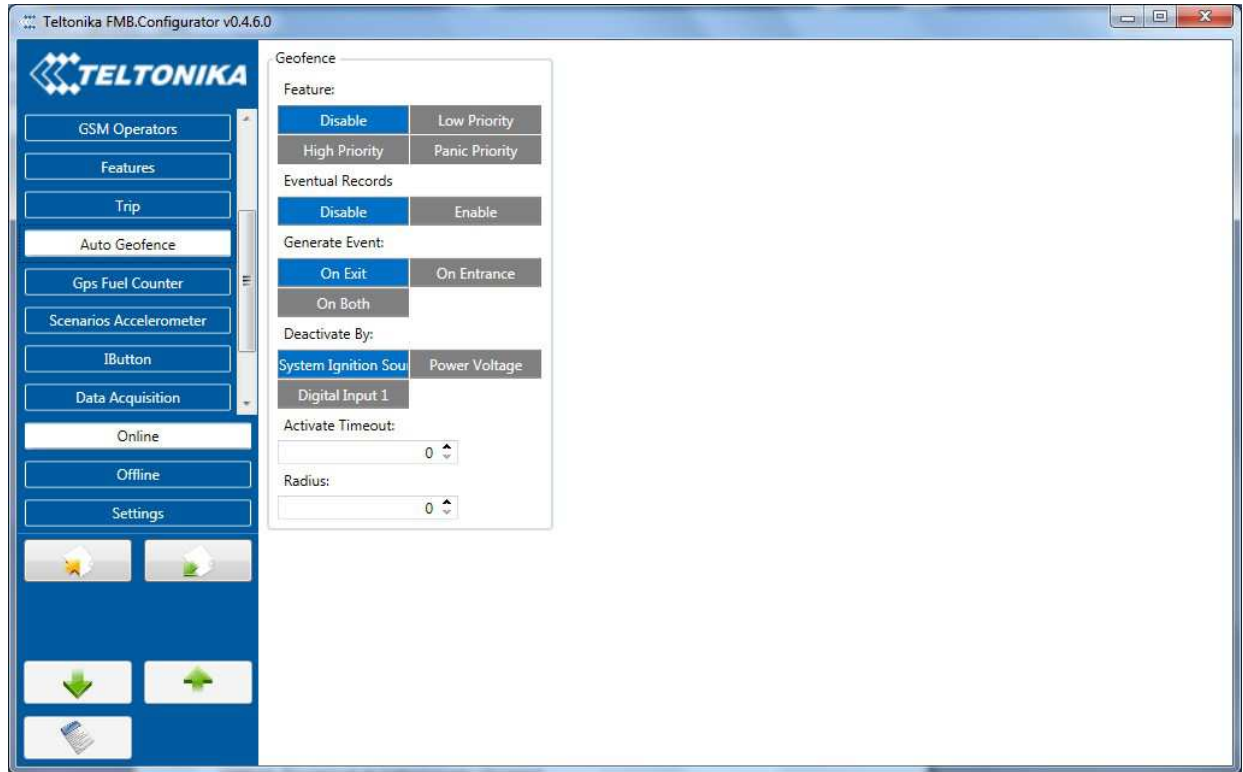 Teltonika FMB.Configurator v0.4.6.0
TELTONIKA
GSM Operators
Features
Trip
Auto Geofence
Gps Fuel Counter
Scenarios Accelerometer
IButton
Data Acquisition
Online
Offline
Settings
Geofence
Feature:
Disable Low Priority
High Priority Panic Priority
Eventual Records
Disable Enable
Generate Event:
On Exit On Entrance
On Both
Deactivate By:
System Ignition Sou Power Voltage
Digital Input 1
Activate Timeout:
0
Radius:
0